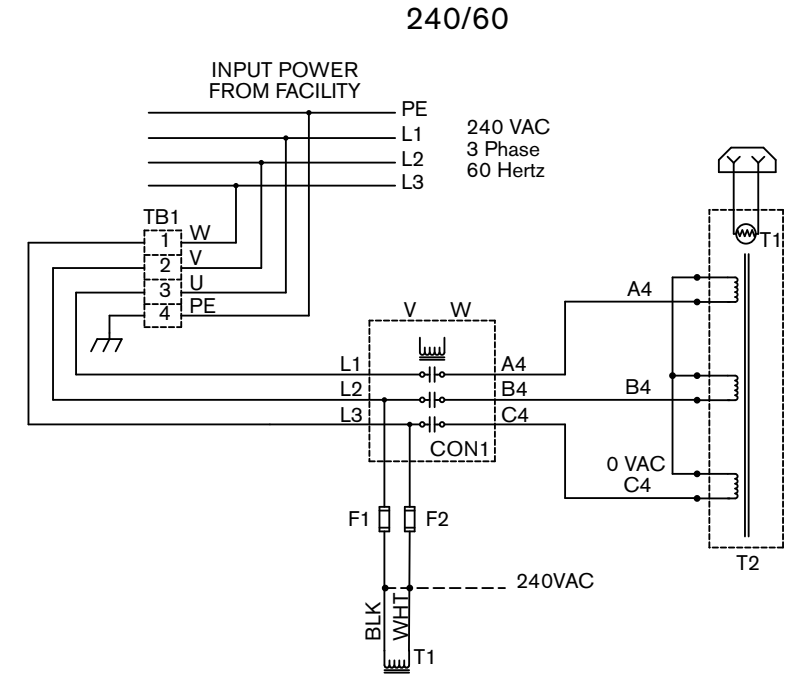 240/60
INPUT POWER
FROM FACILITY
PE
L1
L2
L3
240 VAC
3 Phase
60 Hertz
TB1
1 W
2 V
3 U
4 PE
V W
L1
L2
L3
A4
B4
C4
CON1
A4
B4
0 VAC
C4
T1
T2
F1
F2
240VAC
BLK
WHT
T1